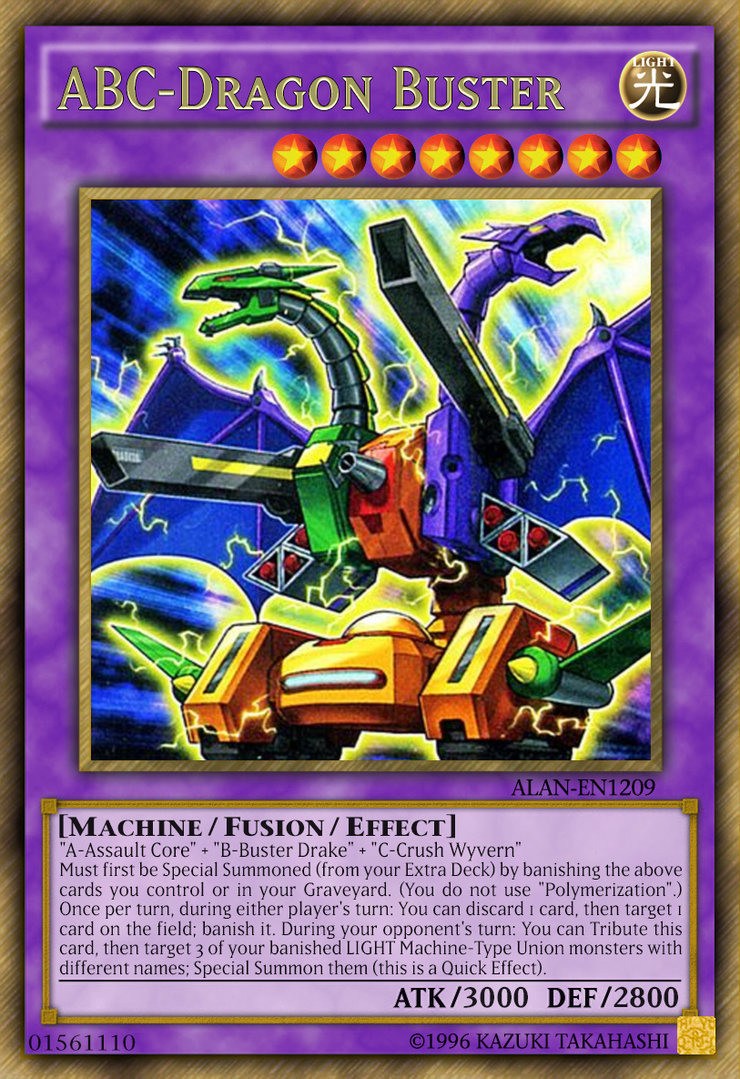 ABC-Dragon Buster
LIGHT
光
ALAN-EN1209
[Machine / Fusion / Effect]
"A-Assault Core" + "B-Buster Drake" + "C-Crush Wyvern"
Must first be Special Summoned (from your Extra Deck) by banishing the above
cards you control or in your Graveyard. (You do not use "Polymerization".)
Once per turn, during either player's turn: You can discard 1 card, then target 1
card on the field; banish it. During your opponent's turn: You can Tribute this
card, then target 3 of your banished LIGHT Machine-Type Union monsters with
different names; Special Summon them (this is a Quick Effect).
ATK/3000 DEF/2800
01561110
©1996 KAZUKI TAKAHASHI